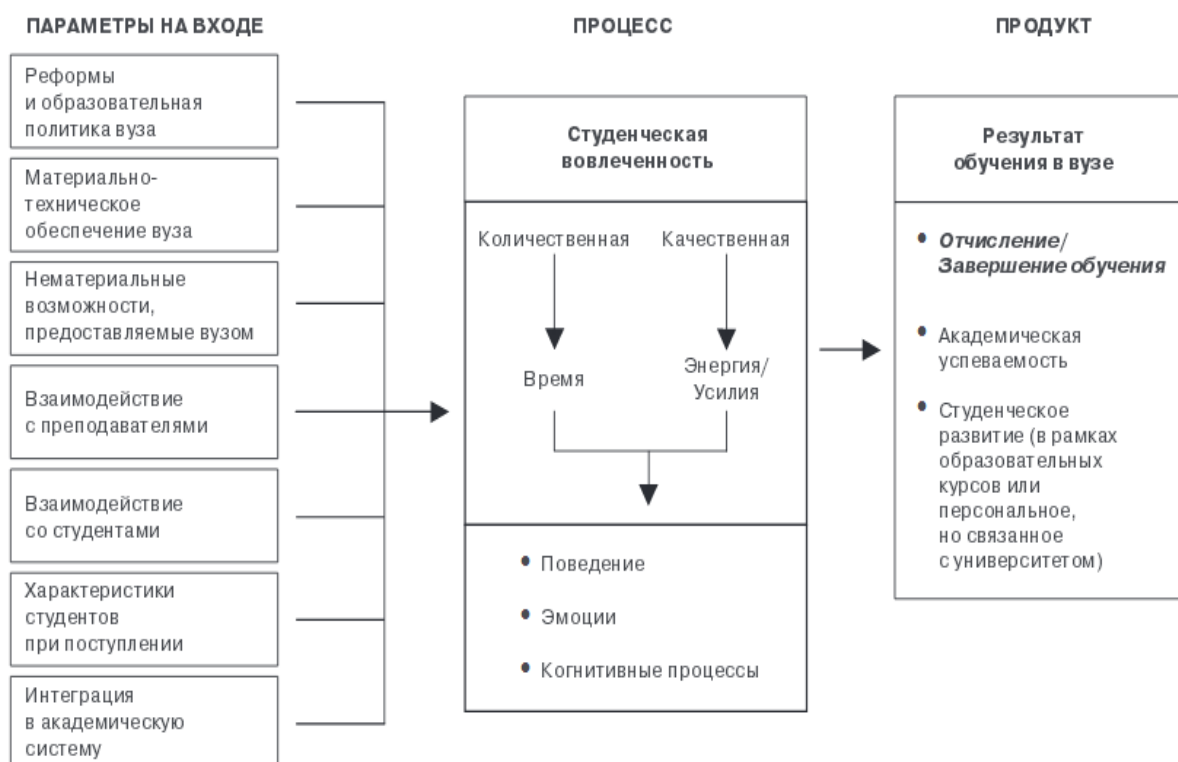 ПАРАМЕТРЫ НА ВХОДЕ
Реформы
и образовательная
политика вуза
Материально-
техническое
обеспечение вуза
Нематериальные
возможности,
предоставляемые вузом
Взаимодействие
с преподавателями
Взаимодействие
со студентами
Характеристики
студентов
при поступлении
Интеграция
в академическую
систему
ПРОЦЕСС
Студенческая
вовлеченность
Количественная
Качественная
Время
Энергия/
Усилия
• Поведение
• Эмоции
• Когнитивные процессы
ПРОДУКТ
Результат
обучения в вузе
• Отчисление/
Завершение обучения
• Академическая
успеваемость
• Студенческое
развитие (в рамках
образовательных
курсов или
персональное,
но связанное
с университетом)